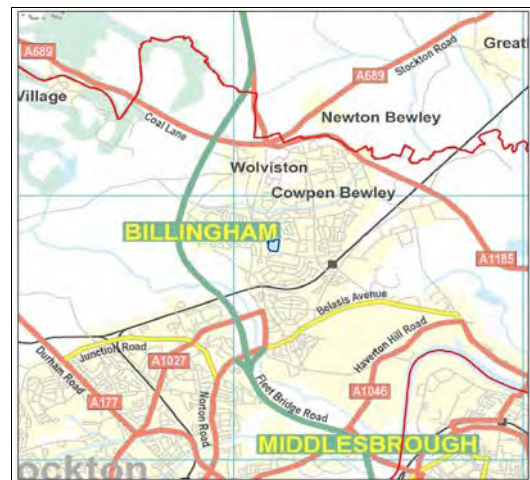 A689
Great
Stockton Road
A689
Village
Coal Lane
Newton Bewley
Wolviston
Cowpen Bewley
BILLINGHAM
A1185
Belasis Avenue
Junction Road
A1027
Durham Road
Haverton Hill Road
A177
Norton Road
Fleet Bridge Road
A1046
MIDDLESBROUGH
ockton